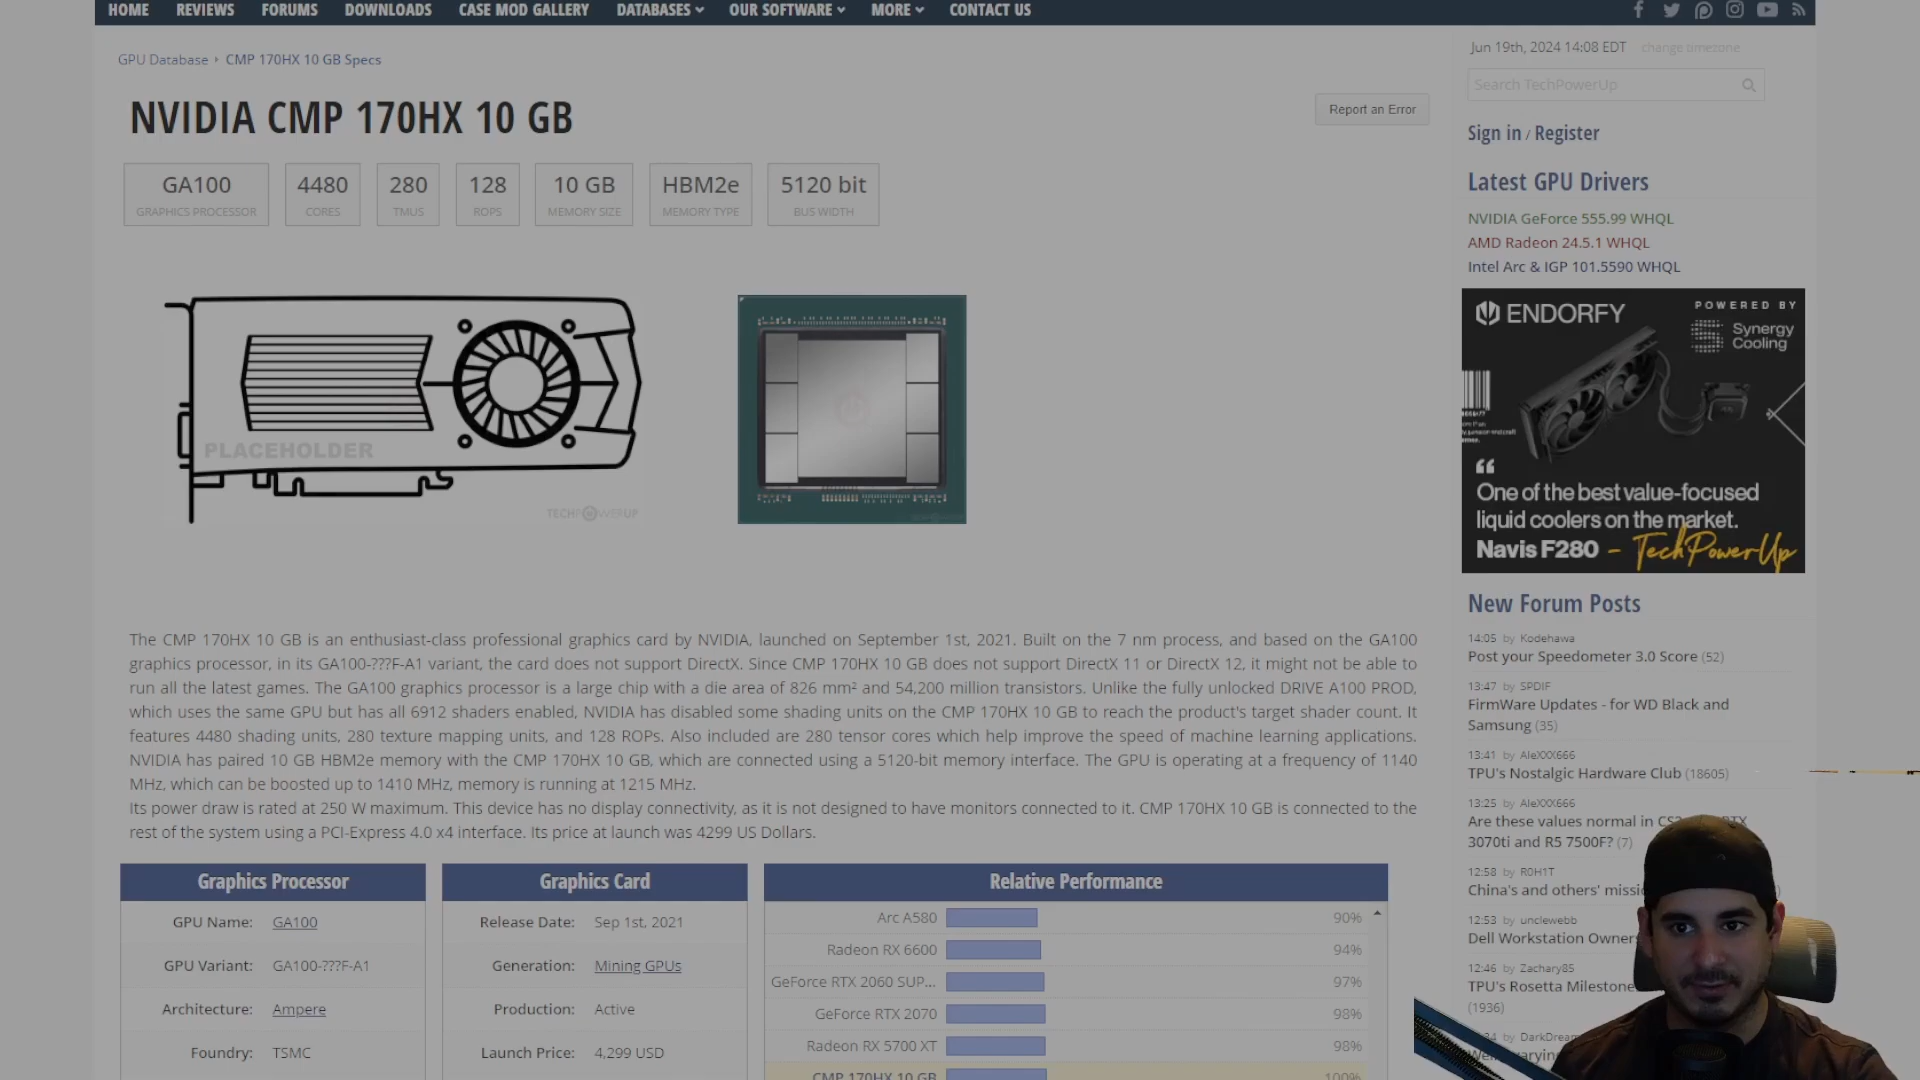 HOME REVIEWS FORUMS DOWNLOADS CASE MOD GALLERY DATABASES OUR SOFTWARE MORE CONTACT US
GPU Database CMP 170HX 10 GB Specs
NVIDIA CMP 170HX 10 GB
Report an Error
GA100
GRAPHICS PROCESSOR
4480
CORES
280
TMUS
128
ROPS
10 GB
MEMORY SIZE
HBM2e
MEMORY TYPE
5120 bit
BUS WIDTH
PLACEHOLDER
TECHPOWERUP
The CMP 170HX 10 GB is an enthusiast-class professional graphics card by NVIDIA, launched on September 1st, 2021. Built on the 7 nm process, and based on the GA100
graphics processor, in its GA100-???F-A1 variant, the card does not support DirectX. Since CMP 170HX 10 GB does not support DirectX 11 or DirectX 12, it might not be able to
run all the latest games. The GA100 graphics processor is a large chip with a die area of 826 mm² and 54,200 million transistors. Unlike the fully unlocked DRIVE A100 PROD,
which uses the same GPU but has all 6912 shaders enabled, NVIDIA has disabled some shading units on the CMP 170HX 10 GB to reach the product's target shader count. It
features 4480 shading units, 280 texture mapping units, and 128 ROPs. Also included are 280 tensor cores which help improve the speed of machine learning applications.
NVIDIA has paired 10 GB HBM2e memory with the CMP 170HX 10 GB, which are connected using a 5120-bit memory interface. The GPU is operating at a frequency of 1140
MHz, which can be boosted up to 1410 MHz, memory is running at 1215 MHz.
Its power draw is rated at 250 W maximum. This device has no display connectivity, as it is not designed to have monitors connected to it. CMP 170HX 10 GB is connected to the
rest of the system using a PCI-Express 4.0 x4 interface. Its price at launch was 4299 US Dollars.
Graphics Processor
GPU Name: GA100
GPU Variant: GA100-???F-A1
Architecture: Ampere
Foundry: TSMC
Graphics Card
Release Date: Sep 1st, 2021
Generation: Mining GPUs
Production: Active
Launch Price: 4,299 USD
Relative Performance
Arc A580 90%
Radeon RX 6600 94%
GeForce RTX 2060 SUP... 97%
GeForce RTX 2070 98%
Radeon RX 5700 XT 98%
CMP 170HX 10 GB 100%
Jun 19th, 2024 14:08 EDT change timezone
Search TechPowerUp
Sign in / Register
Latest GPU Drivers
NVIDIA GeForce 555.99 WHQL
AMD Radeon 24.5.1 WHQL
Intel Arc & IGP 101.5590 WHQL
ENDORFY
POWERED BY
Synergy
Cooling
One of the best value-focused
liquid coolers on the market.
Navis F280 – TechPowerUp
New Forum Posts
14:05 by Kodehawa
Post your Speedometer 3.0 Score (52)
13:47 by SPDIF
FirmWare Updates - for WD Black and
Samsung (35)
13:41 by AleXXX666
TPU's Nostalgic Hardware Club (18605)
13:25 by AleXXX666
Are these values normal in
3070ti and R5 7500F? (7)
12:58 by R0H1T
China's and others'
12:53 by unclewebb
Dell Workstation
12:46 by Zachary85
TPU's Rosetta Milestone
(1936)
by